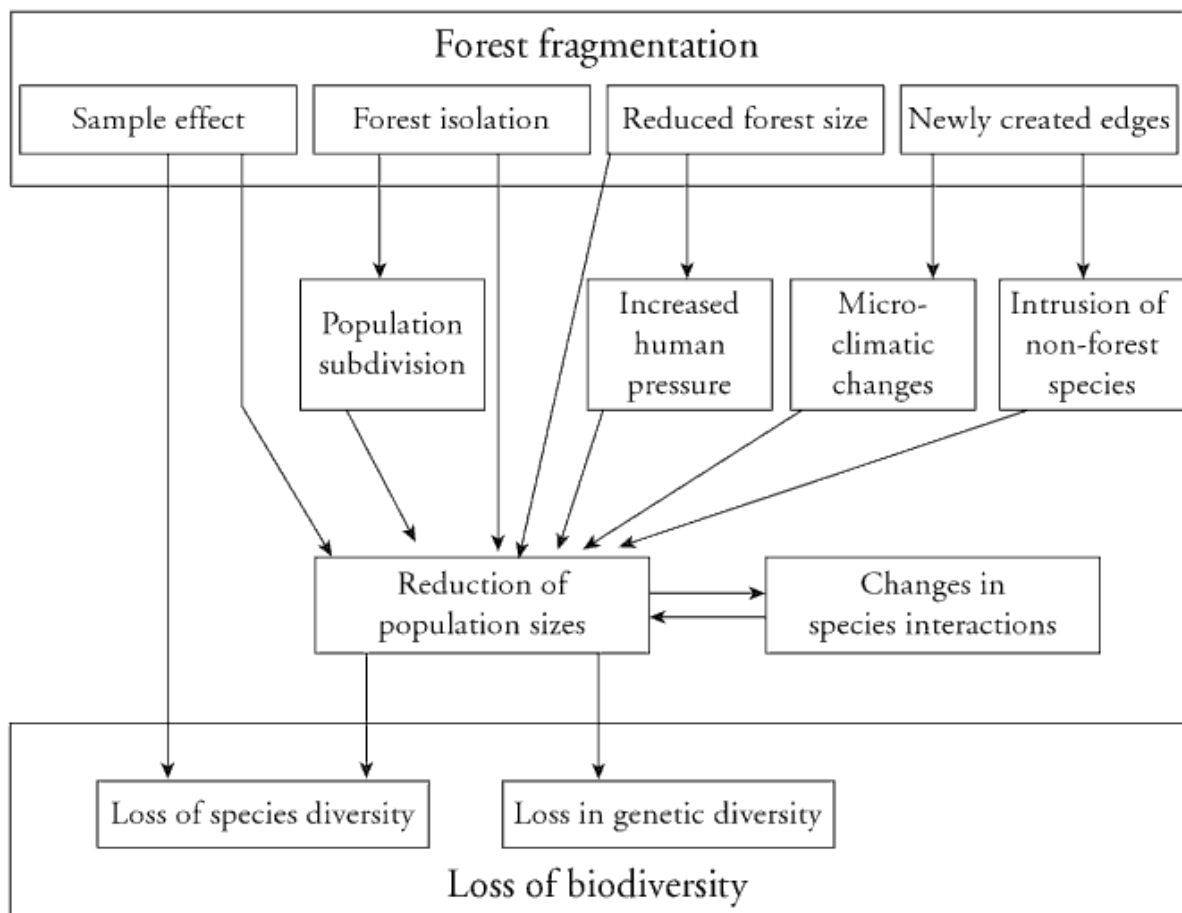 Forest fragmentation
Sample effect
Forest isolation
Reduced forest size
Newly created edges
Population
subdivision
Increased
human
pressure
Micro-
climatic
changes
Intrusion of
non-forest
species
Reduction of
population sizes
Changes in
species interactions
Loss of species diversity
Loss in genetic diversity
Loss of biodiversity